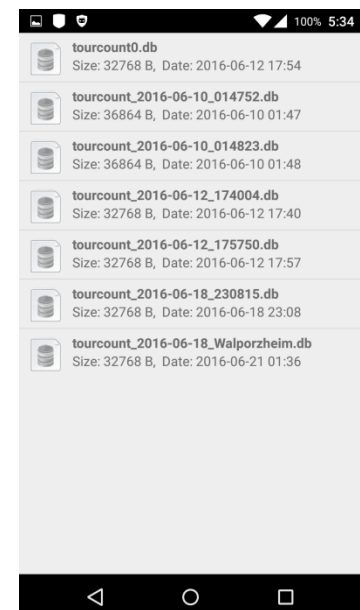 100% 5:34
tourcount0.db
Size: 32768 B, Date: 2016-06-12 17:54
tourcount_2016-06-10_014752.db
Size: 36864 B, Date: 2016-06-10 01:47
tourcount_2016-06-10_014823.db
Size: 36864 B, Date: 2016-06-10 01:48
tourcount_2016-06-12_174004.db
Size: 32768 B, Date: 2016-06-12 17:40
tourcount_2016-06-12_175750.db
Size: 32768 B, Date: 2016-06-12 17:57
tourcount_2016-06-18_230815.db
Size: 32768 B, Date: 2016-06-18 23:08
tourcount_2016-06-18_Walporzheim.db
Size: 32768 B, Date: 2016-06-21 01:36